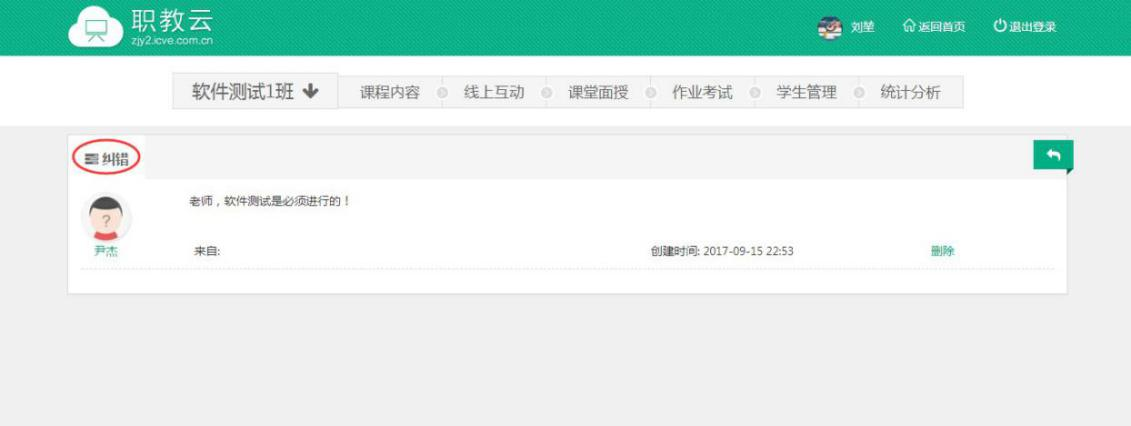 职教云
zjy2.icve.com.cn
刘堃 返回首页 退出登录
软件测试1班 课程内容 线上互动 课堂面授 作业考试 学生管理 统计分析
纠错
老师，软件测试是必须进行的！
?
尹杰 来自: 创建时间: 2017-09-15 22:53 删除